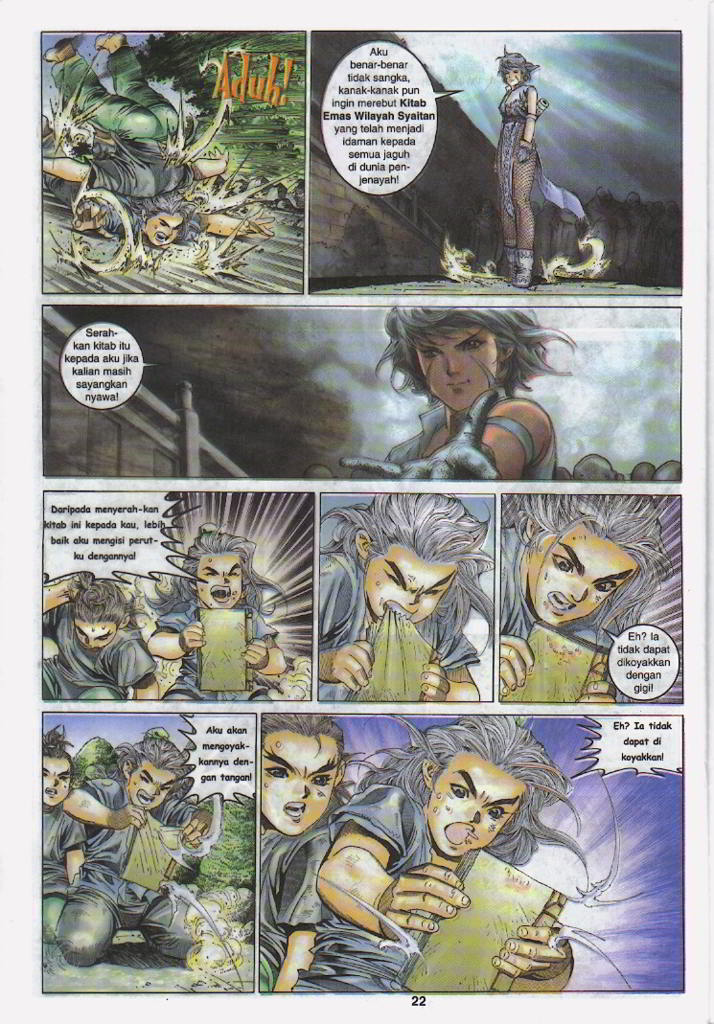 Aduh!
Aku
benar-benar
tidak sangka,
kanak-kanak pun
ingin merebut Kitab
Emas Wilayah Syaitan
yang telah menjadi
idaman kepada
semua jaguh
di dunia pen-
jenayah!
Serah-
kan kitab itu
kepada aku jika
kalian masih
sayangkan
nyawa!
Daripada menyerah-kan
kitab ini kepada kau, lebih
baik aku mengisi perut-
ku dengannya!
Eh? Ia
tidak dapat
dikoyakkan
dengan
gigi!
Aku akan
mengoyak-
kannya den-
gan tangan!
Eh? Ia tidak
dapat di
koyakkan!
22